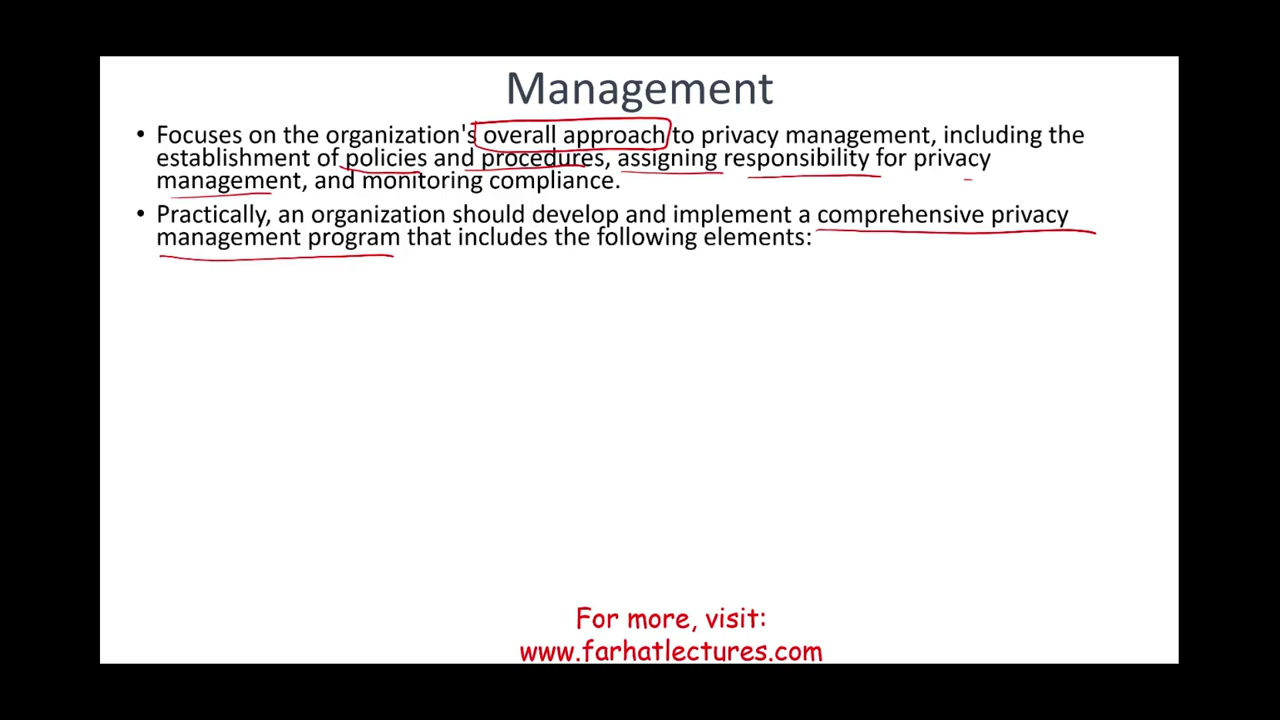 Management
• Focuses on the organization's overall approach to privacy management, including the
establishment of policies and procedures, assigning responsibility for privacy
management, and monitoring compliance.
• Practically, an organization should develop and implement a comprehensive privacy
management program that includes the following elements:
For more, visit:
www.farhatlectures.com